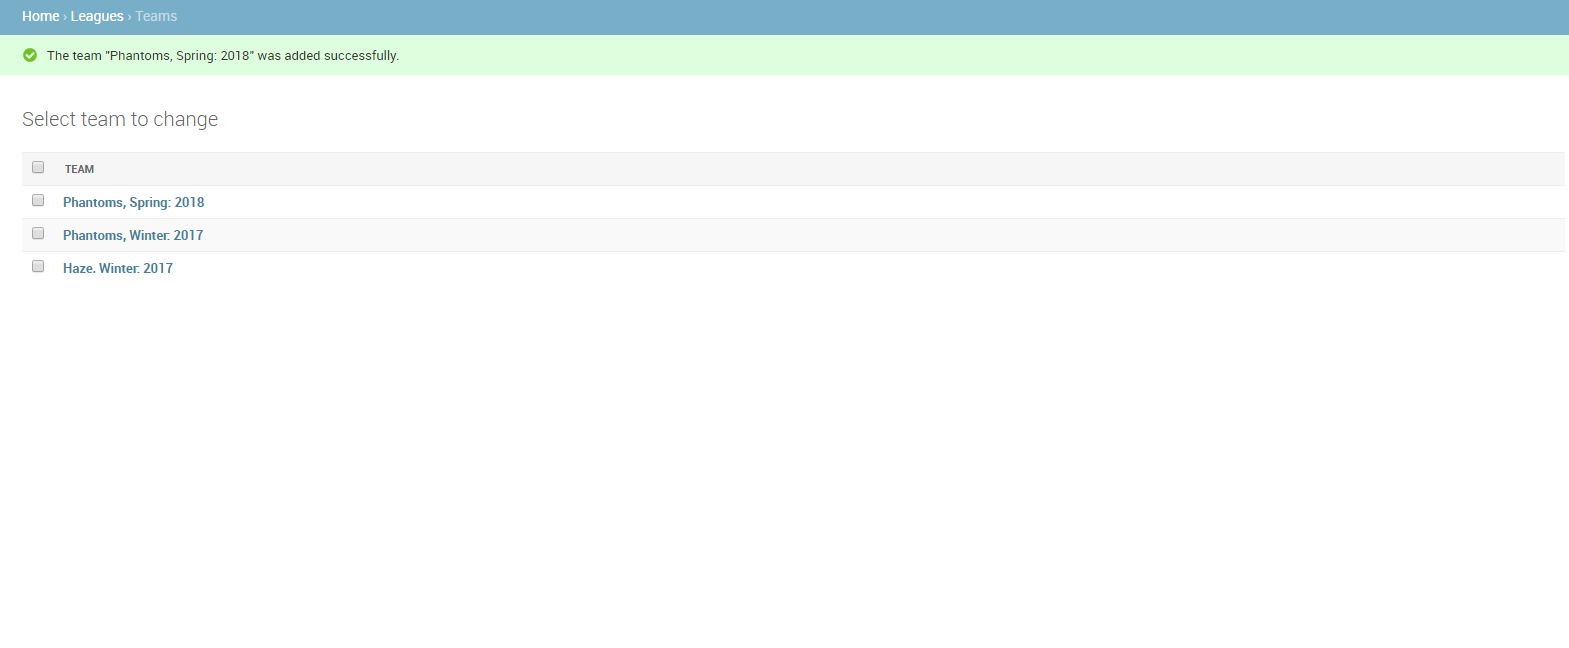 Home › Leagues › Teams
The team "Phantoms, Spring: 2018" was added successfully.
Select team to change
TEAM
Phantoms, Spring: 2018
Phantoms, Winter: 2017
Haze. Winter: 2017